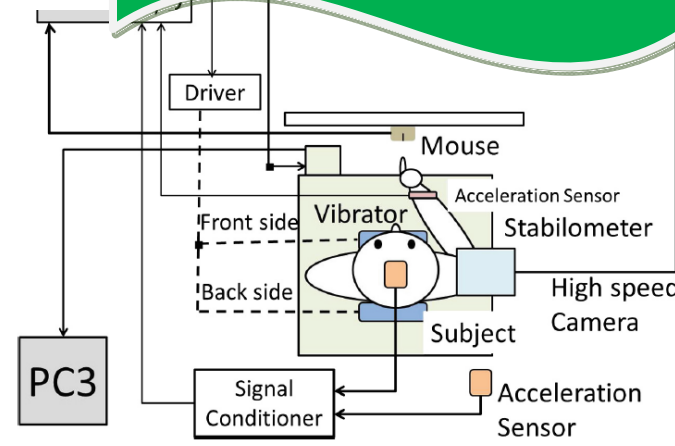 Driver
Mouse
Acceleration Sensor
Front side
Vibrator
Stabilometer
Back side
High speed
Camera
Subject
PC3
Signal
Conditioner
Acceleration
Sensor